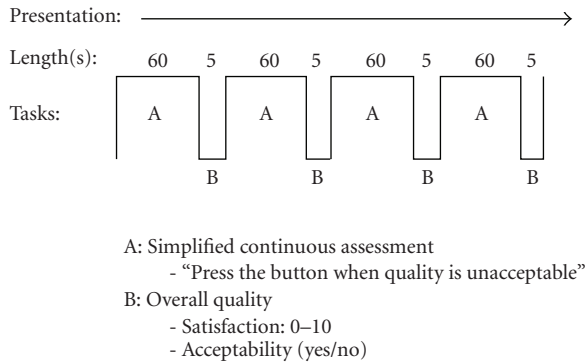 Presentation:
Length(s): 60 5 60 5 60 5 60 5
Tasks: A A A A
B B B B
A: Simplified continuous assessment
- “Press the button when quality is unacceptable”
B: Overall quality
- Satisfaction: 0–10
- Acceptability (yes/no)